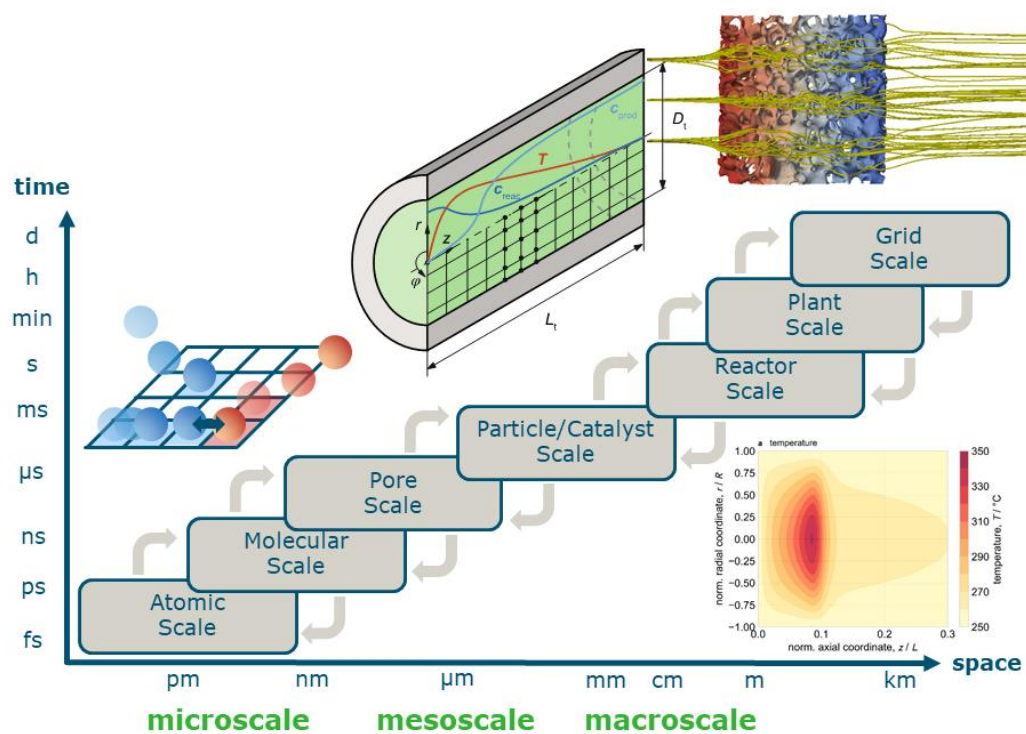 time
d
h
min
s
ms
µs
ns
ps
fs
c_prod
D_t
T
c_reac
r
z
φ
L_t
Grid
Scale
Plant
Scale
Reactor
Scale
Particle/Catalyst
Scale
Pore
Scale
Molecular
Scale
Atomic
Scale
a temperature
norm. radial coordinate, r / R
1.00
0.75
0.50
0.25
0.00
−0.25
−0.50
−0.75
−1.00
0.0
0.1
0.2
0.3
norm. axial coordinate, z / L
350
330
310
290
270
250
temperature, T / °C
space
pm
nm
µm
mm
cm
m
km
microscale
mesoscale
macroscale